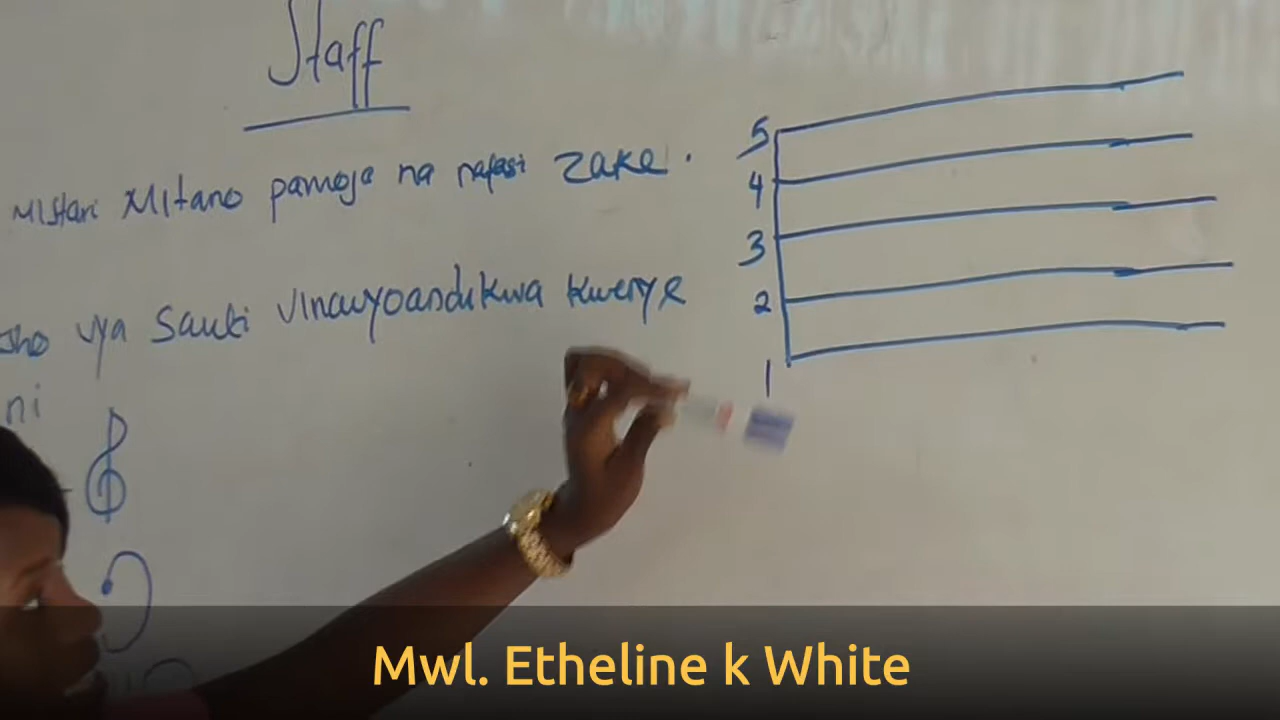 Staff
Mistari Mitano pamoja na nafasi zake.
sho vya Sauti vinavyoandikwa kwenye
ni
5
4
3
2
1
Mwl. Etheline k White